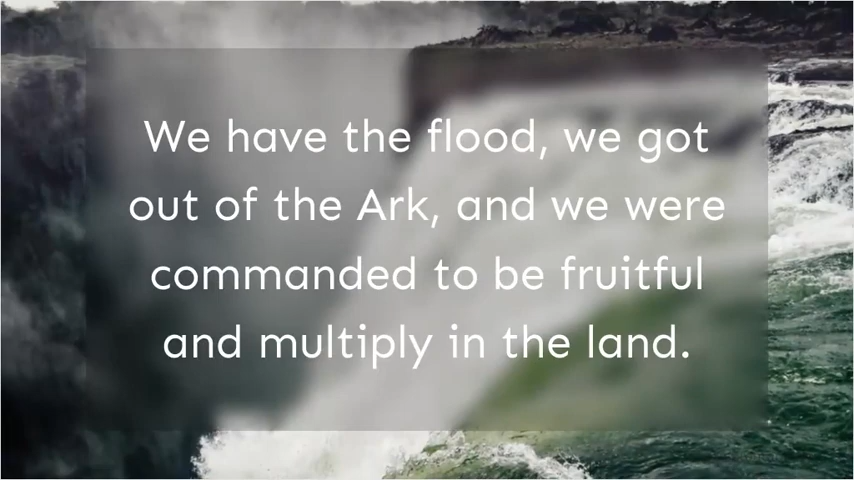 We have the flood, we got
out of the Ark, and we were
commanded to be fruitful
and multiply in the land.